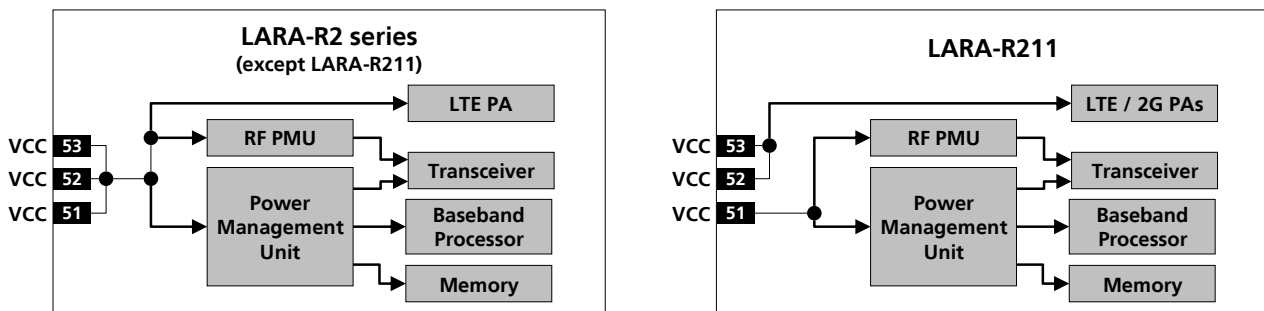 LARA-R2 series
(except LARA-R211)
LTE PA
RF PMU
VCC 53
VCC 52
VCC 51
Transceiver
Power
Management
Unit
Baseband
Processor
Memory
LARA-R211
LTE / 2G PAs
RF PMU
VCC 53
VCC 52
VCC 51
Transceiver
Power
Management
Unit
Baseband
Processor
Memory